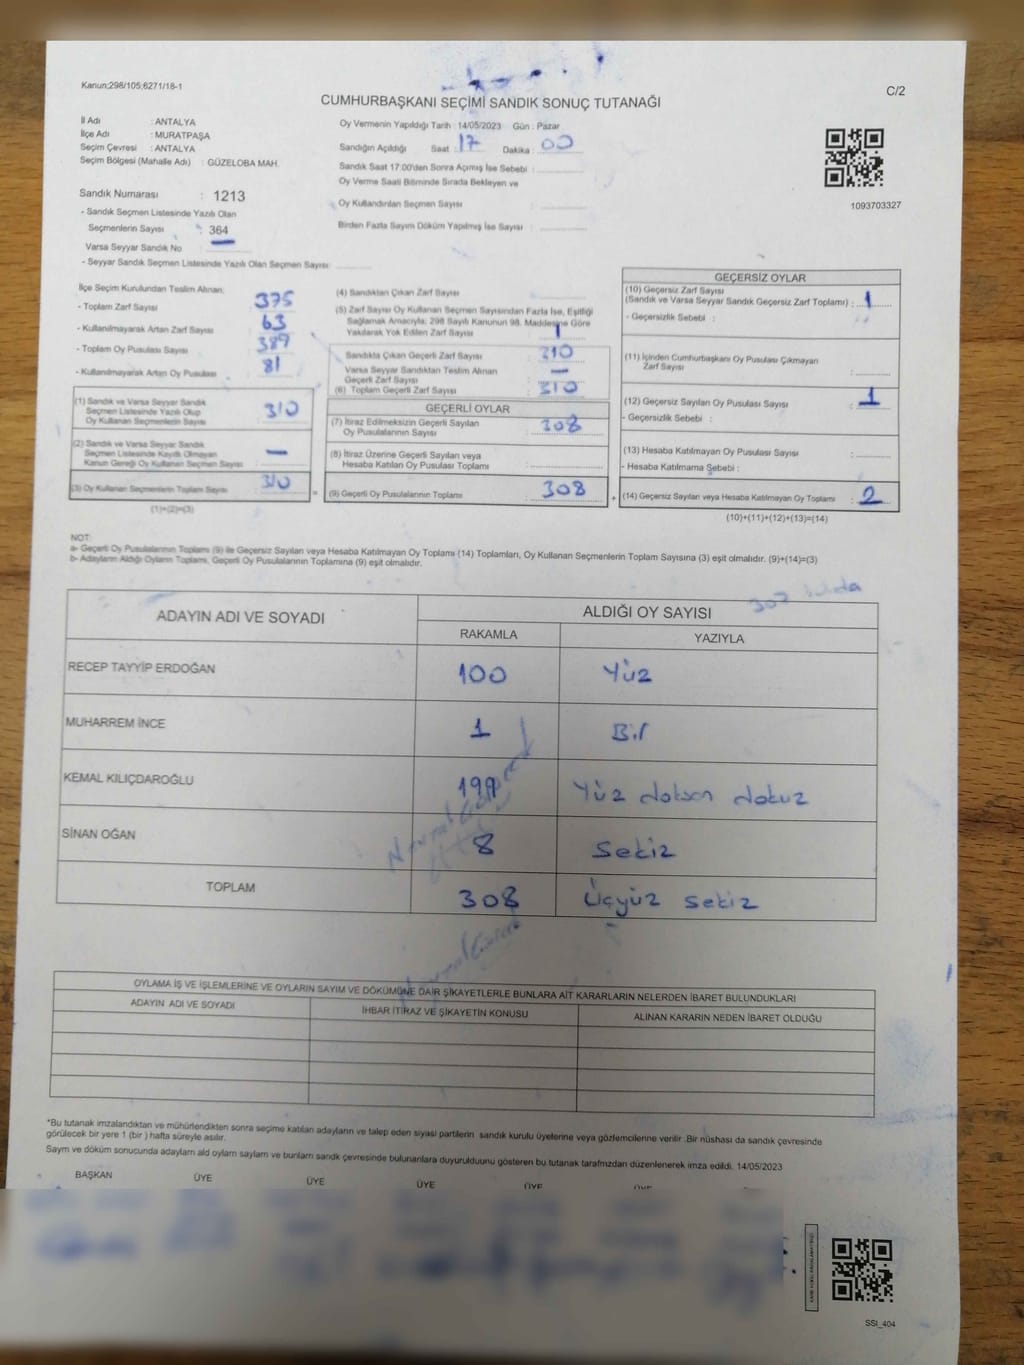 Kanun;298/105,6271/18-1
C/2
CUMHURBAŞKANI SEÇİMİ SANDIK SONUÇ TUTANAĞI
İl Adı : ANTALYA
İlçe Adı : MURATPAŞA
Seçim Çevresi : ANTALYA
Seçim Bölgesi (Mahalle Adı) : GÜZELOBA MAH.
Sandık Numarası : 1213
- Sandık Seçmen Listesinde Yazılı Olan
Seçmenlerin Sayısı : 364
Varsa Seyyar Sandık No
- Seyyar Sandık Seçmen Listesinde Yazılı Olan Seçmen Sayısı:
Oy Vermenin Yapıldığı Tarih : 14/05/2023 Gün : Pazar
Sandığın Açıldığı Saat : 17 Dakika : 00
Sandık Saat 17:00'den Sonra Açımış İse Sebebi :
Oy Verme Saati Bitiminde Sırada Bekleyen ve
Oy Kullandırılan Seçmen Sayısı :
Birden Fazla Sayım Döküm Yapılmış İse Sayısı :
1093703327
İlçe Seçim Kurulundan Teslim Alınan:
- Toplam Zarf Sayısı 375
- Kullanılmayarak Artan Zarf Sayısı 63
- Toplam Oy Pusulası Sayısı 389
- Kullanılmayarak Artan Oy Pusulası 81
(1) Sandık ve Varsa Seyyar Sandık
Seçmen Listesinde Yazılı Olup
Oy Kullanan Seçmenlerin Sayısı 310
(2) Sandık ve Varsa Seyyar Sandık
Seçmen Listesinde Kayıtlı Olmayan
Kanun Gereği Oy Kullanan Seçmen Sayısı : -
(3) Oy Kullanan Seçmenlerin Toplam Sayısı 310
(1)+(2)=(3)
(4) Sandıktan Çıkan Zarf Sayısı
(5) Zarf Sayısı Oy Kullanan Seçmen Sayısından Fazla İse, Eşitliği
Sağlamak Amacıyla, 298 Sayılı Kanunun 98. Maddesine Göre
Yakılarak Yok Edilen Zarf Sayısı 1
Sandıkta Çıkan Geçerli Zarf Sayısı 310
Varsa Seyyar Sandıktan Teslim Alınan
Geçerli Zarf Sayısı -
(6) Toplam Geçerli Zarf Sayısı : 310
GEÇERLİ OYLAR
(7) İtiraz Edilmeksizin Geçerli Sayılan
Oy Pusulalarının Sayısı : 308
(8) İtiraz Üzerine Geçerli Sayılan veya
Hesaba Katılan Oy Pusulası Toplamı :
= (9) Geçerli Oy Pusulalarının Toplamı : 308 +
GEÇERSİZ OYLAR
(10) Geçersiz Zarf Sayısı
(Sandık ve Varsa Seyyar Sandık Geçersiz Zarf Toplamı) : 1
- Geçersizlik Sebebi :
(11) İçinden Cumhurbaşkanı Oy Pusulası Çıkmayan
Zarf Sayısı :
(12) Geçersiz Sayılan Oy Pusulası Sayısı : 1
- Geçersizlik Sebebi :
(13) Hesaba Katılmayan Oy Pusulası Sayısı :
- Hesaba Katılmama Sebebi :
(14) Geçersiz Sayılan veya Hesaba Katılmayan Oy Toplamı : 2
(10)+(11)+(12)+(13)=(14)
NOT:
a- Geçerli Oy Pusulalarının Toplamı (9) ile Geçersiz Sayılan veya Hesaba Katılmayan Oy Toplamı (14) Toplamları, Oy Kullanan Seçmenlerin Toplam Sayısına (3) eşit olmalıdır. (9)+(14)=(3)
b- Adayların Aldığı Oyların Toplamı, Geçerli Oy Pusulalarının Toplamına (9) eşit olmalıdır.
ADAYIN ADI VE SOYADI
ALDIĞI OY SAYISI
RAKAMLA YAZIYLA
RECEP TAYYİP ERDOĞAN 100 Yüz
MUHARREM İNCE 1 Bir
KEMAL KILIÇDAROĞLU 199 Yüz doksan dokuz
SİNAN OĞAN 8 Sekiz
TOPLAM 308 Üçyüz sekiz
OYLAMA İŞ VE İŞLEMLERİNE VE OYLARIN SAYIM VE DÖKÜMÜNE DAİR ŞİKAYETLERLE BUNLARA AİT KARARLARIN NELERDEN İBARET BULUNDUKLARI
ADAYIN ADI VE SOYADI İHBAR İTİRAZ VE ŞİKAYETİN KONUSU ALINAN KARARIN NEDEN İBARET OLDUĞU
*Bu tutanak imzalandıktan ve mühürlendikten sonra seçime katılan adayların ve talep eden siyasi partilerin sandık kurulu üyelerine veya gözlemcilerine verilir .Bir nüshası da sandık çevresinde
görülecek bir yere 1 (bir ) hafta süreyle asılır.
Sayım ve döküm sonucunda adayların ald oyların sayların ve bunların sandk çevresinde bulunanlara duyurulduunu gösteren bu tutanak tarafmzdan düzenlenerek imza edildi. 14/05/2023
BAŞKAN ÜYE ÜYE ÜYE ÜYE
SSI_404